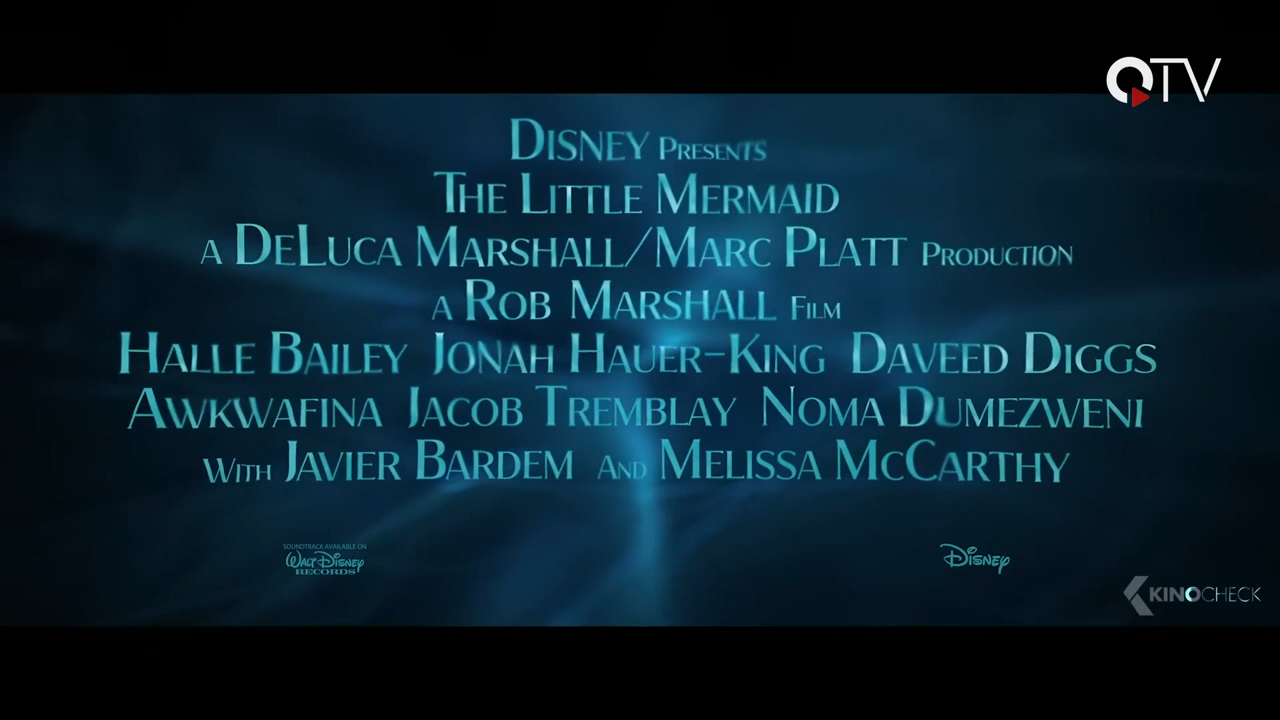 QTV
DISNEY PRESENTS
THE LITTLE MERMAID
A DELUCA MARSHALL/MARC PLATT PRODUCTION
A ROB MARSHALL FILM
HALLE BAILEY JONAH HAUER-KING DAVEED DIGGS
AWKWAFINA JACOB TREMBLAY NOMA DUMEZWENI
WITH JAVIER BARDEM AND MELISSA MCCARTHY
SOUNDTRACK AVAILABLE ON
WALT DISNEY
RECORDS
DISNEY
KINOCHECK